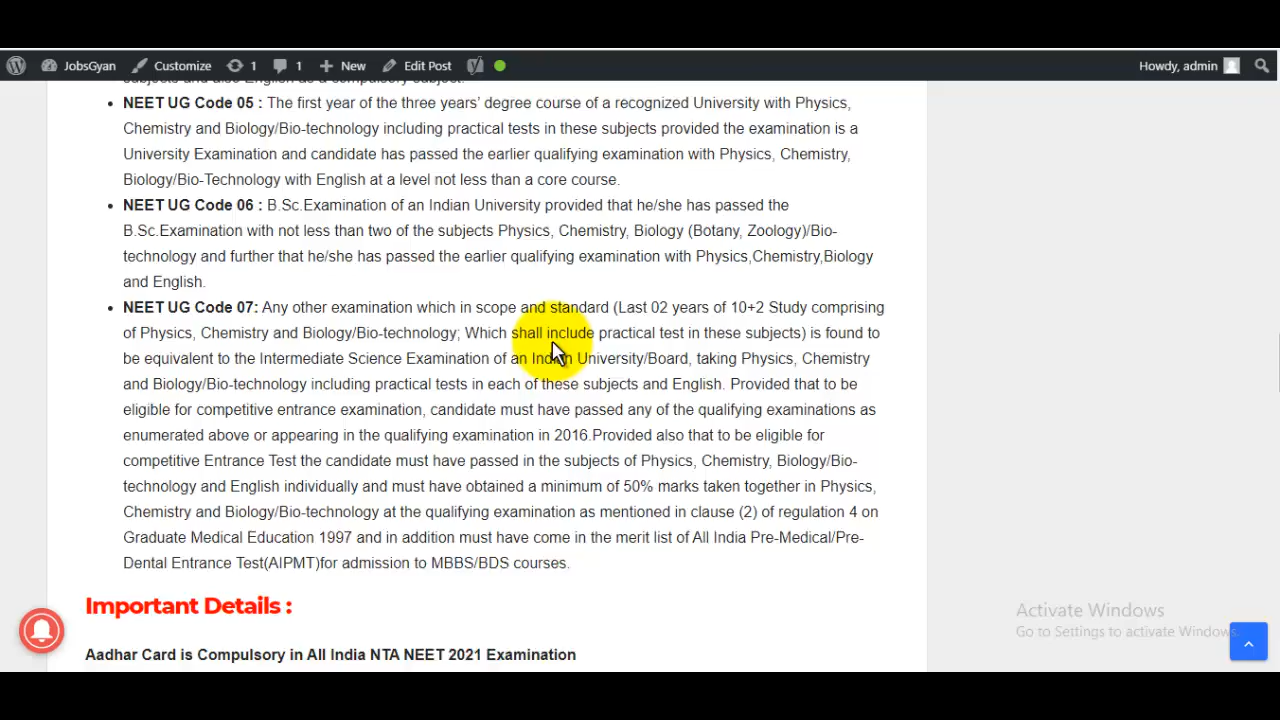 JobsGyan Customize 1 1 New Edit Post Howdy, admin
subjects and also English as a compulsory subject.
NEET UG Code 05 : The first year of the three years’ degree course of a recognized University with Physics,
Chemistry and Biology/Bio-technology including practical tests in these subjects provided the examination is a
University Examination and candidate has passed the earlier qualifying examination with Physics, Chemistry,
Biology/Bio-Technology with English at a level not less than a core course.
NEET UG Code 06 : B.Sc.Examination of an Indian University provided that he/she has passed the
B.Sc.Examination with not less than two of the subjects Physics, Chemistry, Biology (Botany, Zoology)/Bio-
technology and further that he/she has passed the earlier qualifying examination with Physics,Chemistry,Biology
and English.
NEET UG Code 07: Any other examination which in scope and standard (Last 02 years of 10+2 Study comprising
of Physics, Chemistry and Biology/Bio-technology; Which shall include practical test in these subjects) is found to
be equivalent to the Intermediate Science Examination of an Indian University/Board, taking Physics, Chemistry
and Biology/Bio-technology including practical tests in each of these subjects and English. Provided that to be
eligible for competitive entrance examination, candidate must have passed any of the qualifying examinations as
enumerated above or appearing in the qualifying examination in 2016.Provided also that to be eligible for
competitive Entrance Test the candidate must have passed in the subjects of Physics, Chemistry, Biology/Bio-
technology and English individually and must have obtained a minimum of 50% marks taken together in Physics,
Chemistry and Biology/Bio-technology at the qualifying examination as mentioned in clause (2) of regulation 4 on
Graduate Medical Education 1997 and in addition must have come in the merit list of All India Pre-Medical/Pre-
Dental Entrance Test(AIPMT)for admission to MBBS/BDS courses.
Important Details :
Activate Windows
Go to Settings to activate Windows.
Aadhar Card is Compulsory in All India NTA NEET 2021 Examination